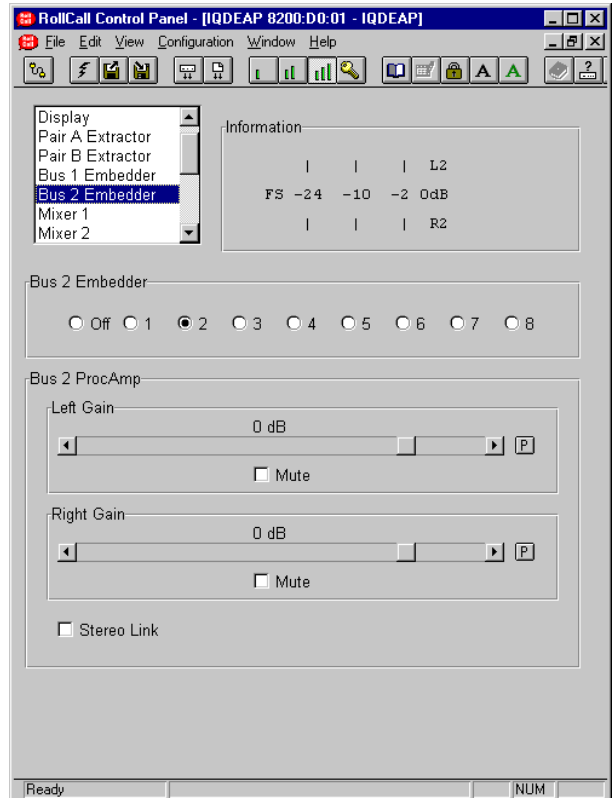 RollCall Control Panel - [IQDEAP 8200:D0:01 - IQDEAP]
File Edit View Configuration Window Help
A A ?
Display
Pair A Extractor
Pair B Extractor
Bus 1 Embedder
Bus 2 Embedder
Mixer 1
Mixer 2
Information
| | | L2
FS -24 -10 -2 0dB
| | | R2
Bus 2 Embedder
Off 1 2 3 4 5 6 7 8
Bus 2 ProcAmp
Left Gain
0 dB
P
Mute
Right Gain
0 dB
P
Mute
Stereo Link
Ready NUM